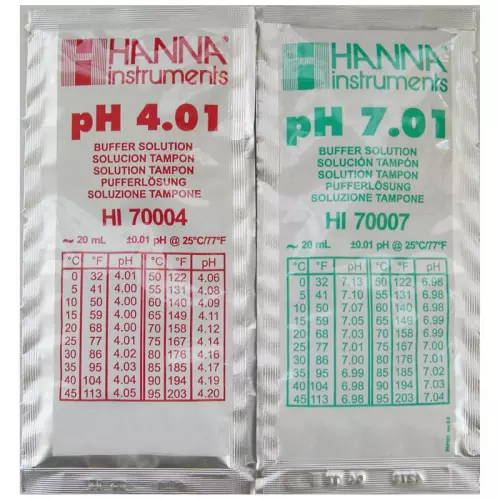 HANNA®
instruments
pH 4.01
BUFFER SOLUTION
SOLUCION TAMPON
SOLUTION TAMPON
PUFFERLÖSUNG
SOLUZIONE TAMPONE
HI 70004
~ 20 mL ±0.01 pH @ 25°C/77°F
°C °F pH °C °F pH
0 32 4.01 50 122 4.06
5 41 4.00 55 131 4.08
10 50 4.00 60 140 4.09
15 59 4.00 65 149 4.11
20 68 4.00 70 158 4.12
25 77 4.01 75 167 4.14
30 86 4.02 80 176 4.16
35 95 4.03 85 185 4.17
40 104 4.04 90 194 4.19
45 113 4.05 95 203 4.20
HANNA®
instruments
pH 7.01
BUFFER SOLUTION
SOLUCIÓN TAMPÓN
SOLUTION TAMPON
PUFFERLÖSUNG
SOLUZIONE TAMPONE
HI 70007
~ 20 mL ±0.01 pH @ 25°C/77°F
°C °F pH °C °F pH
0 32 7.13 50 122 6.98
5 41 7.10 55 131 6.98
10 50 7.07 60 140 6.98
15 59 7.05 65 149 6.99
20 68 7.03 70 158 6.99
25 77 7.01 75 167 7.00
30 86 7.00 80 176 7.01
35 95 6.99 85 185 7.02
40 104 6.98 90 194 7.03
45 113 6.98 95 203 7.04